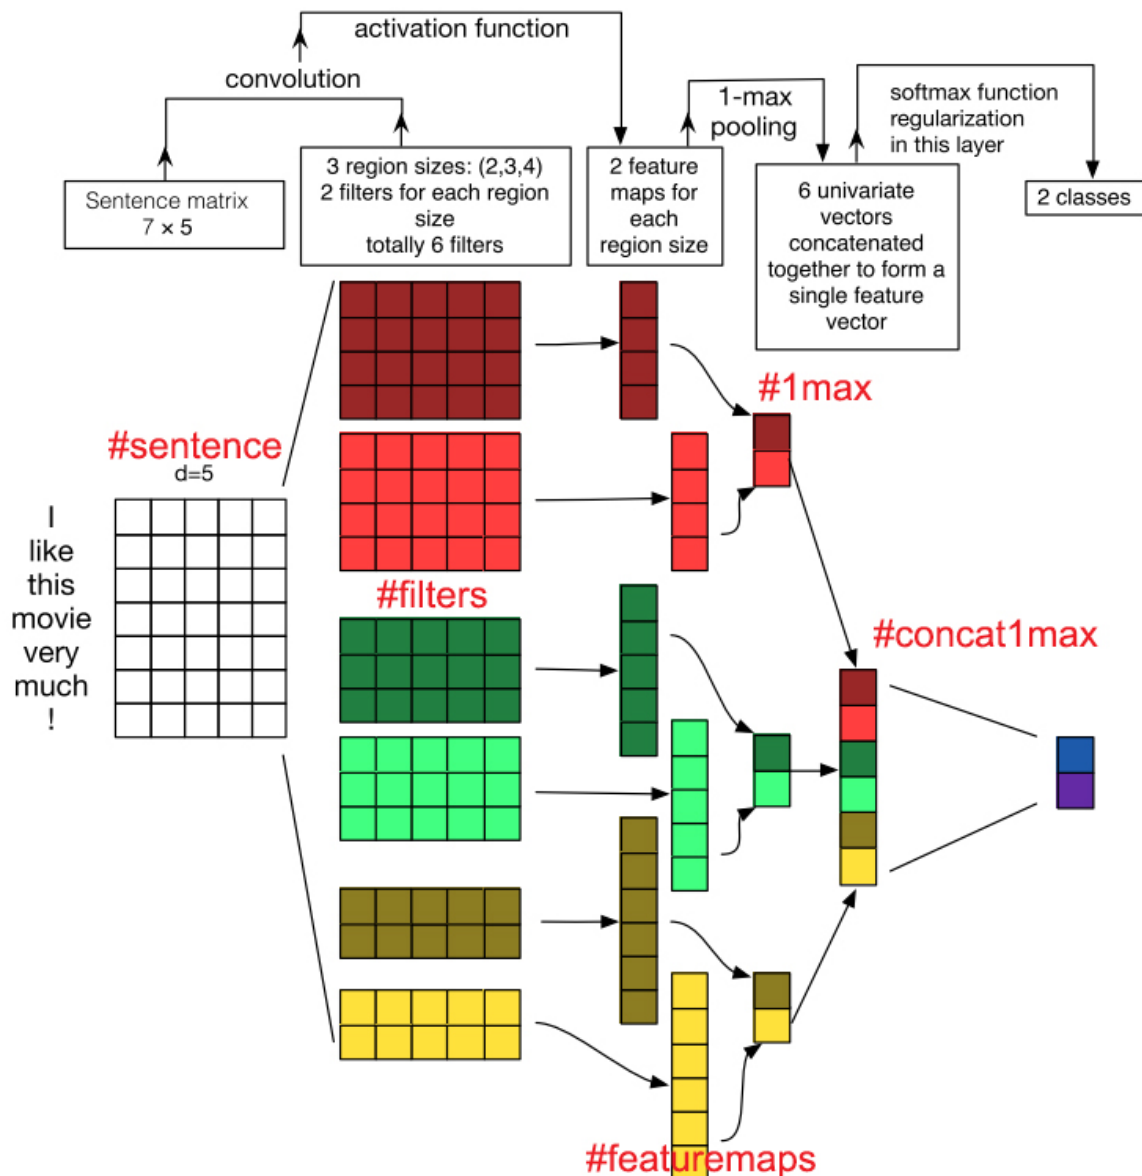 activation function
convolution
1-max
pooling
softmax function
regularization
in this layer
Sentence matrix
7 × 5
3 region sizes: (2,3,4)
2 filters for each region
size
totally 6 filters
2 feature
maps for
each
region size
6 univariate
vectors
concatenated
together to form a
single feature
vector
2 classes
#1max
#sentence
d=5
I
like
this
movie
very
much
!
#filters
#concat1max
#featuremaps